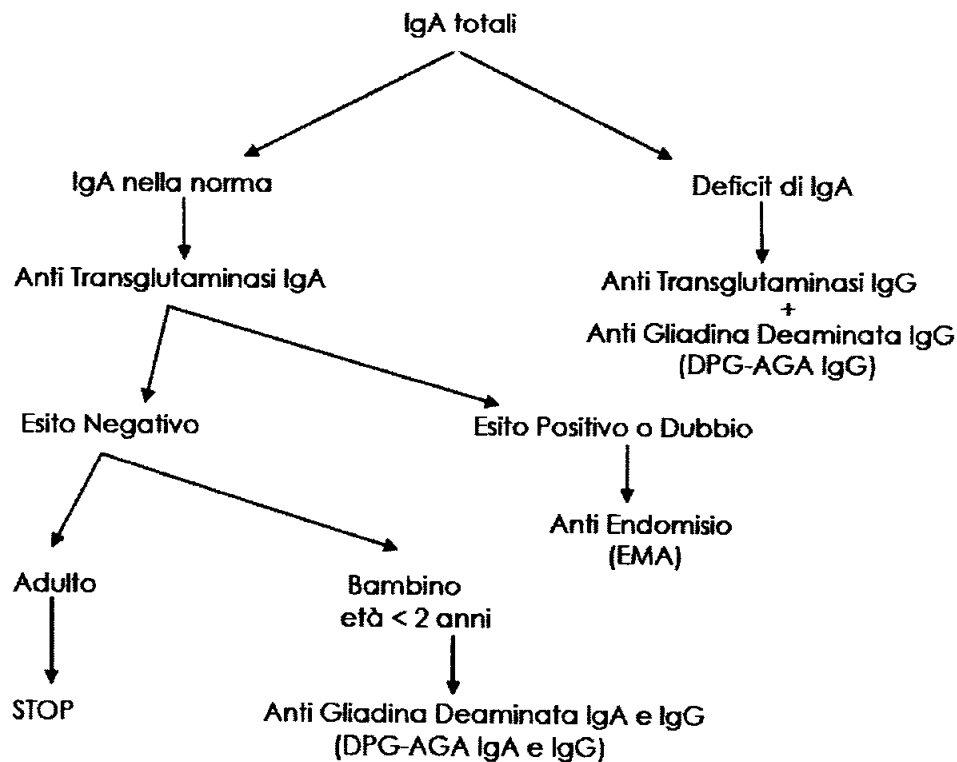 IgA totali
IgA nella norma
Deficit di IgA
Anti Transglutaminasi IgA
Anti Transglutaminasi IgG
+
Anti Gliadina Deaminata IgG
(DPG-AGA IgG)
Esito Negativo
Esito Positivo o Dubbio
Anti Endomisio
(EMA)
Adulto
Bambino
età < 2 anni
STOP
Anti Gliadina Deaminata IgA e IgG
(DPG-AGA IgA e IgG)